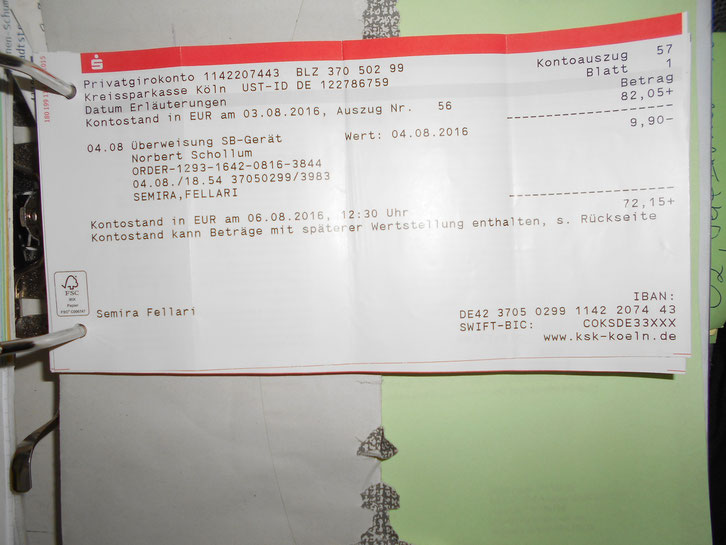 Kontoauszug 57
Privatgirokonto 1142207443 BLZ 370 502 99 Blatt 1
Kreissparkasse Köln UST-ID DE 122786759 Betrag
Datum Erläuterungen
Kontostand in EUR am 03.08.2016, Auszug Nr. 56 82,05+
04.08 Überweisung SB-Gerät Wert: 04.08.2016 9,90-
Norbert Schollum
ORDER-1293-1642-0816-3844
04.08./18.54 37050299/3983
SEMIRA,FELLARI
Kontostand in EUR am 06.08.2016, 12:30 Uhr 72,15+
Kontostand kann Beträge mit späterer Wertstellung enthalten, s. Rückseite
FSC
MIX
Papier
Semira Fellari
IBAN:
DE42 3705 0299 1142 2074 43
SWIFT-BIC: COKSDE33XXX
www.ksk-koeln.de